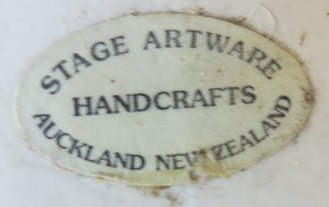 STAGE ARTWARE
HANDCRAFTS
AUCKLAND NEW ZEALAND